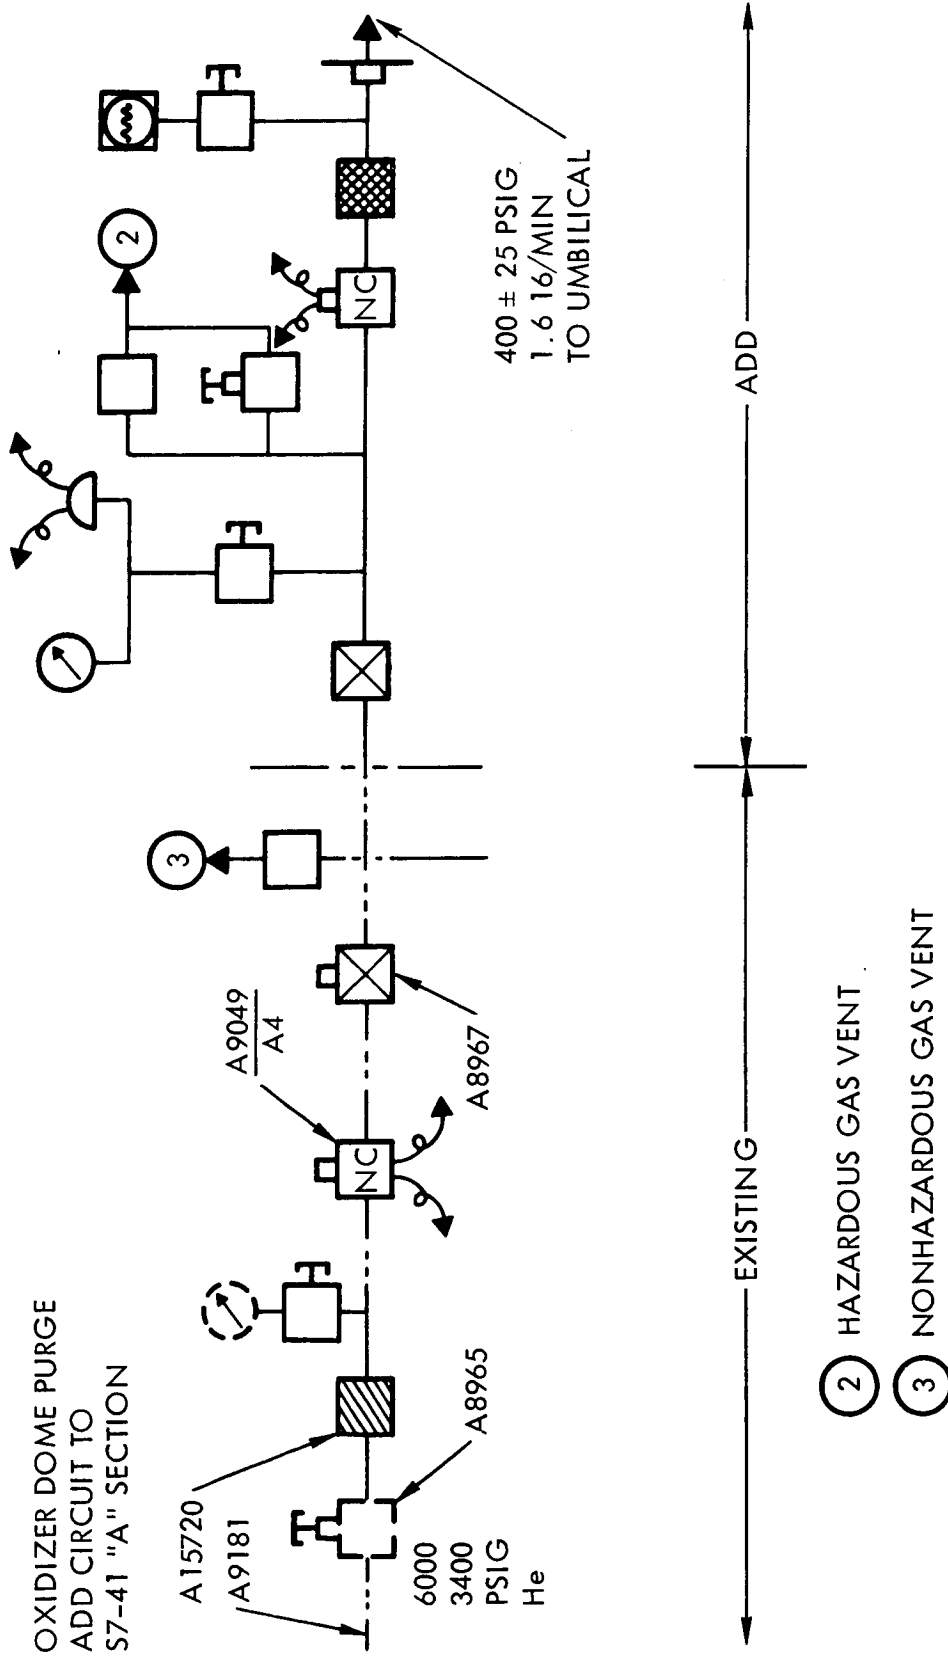 OXIDIZER DOME PURGE
ADD CIRCUIT TO
S7-41 "A" SECTION
A15720
A9181
6000
3400
PSIG
He
A8965
A9049
A4
NC
A8967
3
2
NC
400 ± 25 PSIG
1.6 16/MIN
TO UMBILICAL
EXISTING
ADD
2 HAZARDOUS GAS VENT
3 NONHAZARDOUS GAS VENT